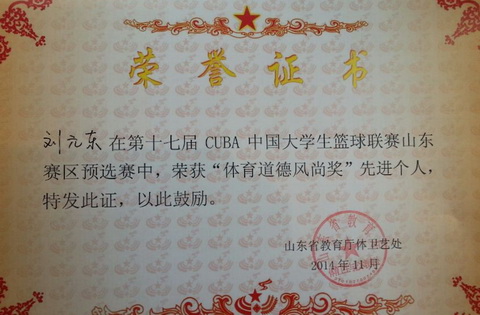 荣誉证书
刘元东 在第十七届 CUBA 中国大学生篮球联赛山东
赛区预选赛中，荣获“体育道德风尚奖”先进个人，
特发此证，以此鼓励。
山东省教育厅体卫艺处
2014年11月